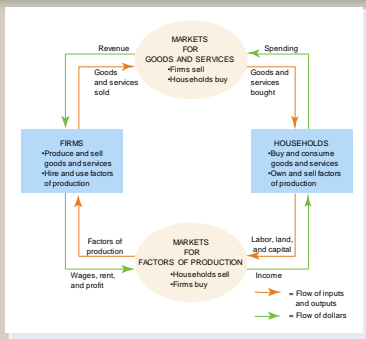 MARKETS
FOR
GOODS AND SERVICES
•Firms sell
•Households buy
Revenue
Spending
Goods
and services
sold
Goods and
services
bought
FIRMS
•Produce and sell
goods and services
•Hire and use factors
of production
HOUSEHOLDS
•Buy and consume
goods and services
•Own and sell factors
of production
Factors of
production
Labor, land,
and capital
MARKETS
FOR
FACTORS OF PRODUCTION
•Households sell
•Firms buy
Wages, rent,
and profit
Income
= Flow of inputs
and outputs
= Flow of dollars